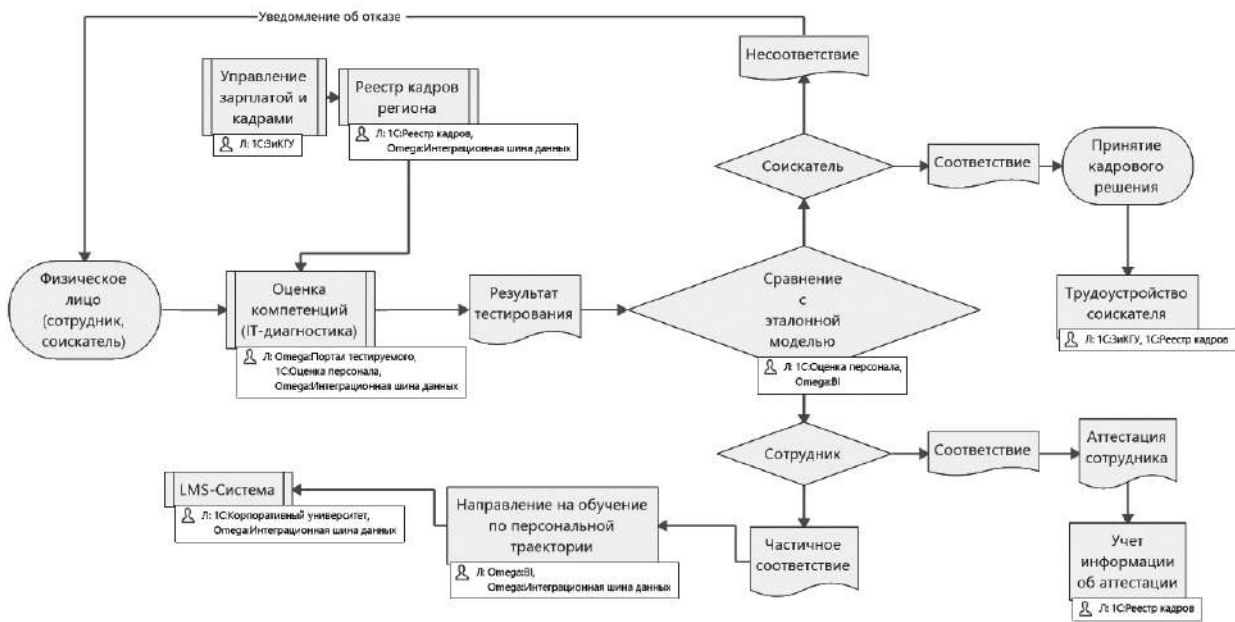 Уведомление об отказе
Управление
зарплатой и
кадрами
Л: 1С:ЗиКГУ
Реестр кадров
региона
Л: 1С:Реестр кадров,
Omega:Интеграционная шина данных
Несоответствие
Соискатель
Соответствие
Принятие
кадрового
решения
Физическое
лицо
(сотрудник,
соискатель)
Оценка
компетенций
(IT-диагностика)
Л: Omega:Портал тестируемого,
1С:Оценка персонала,
Omega:Интеграционная шина данных
Результат
тестирования
Сравнение
с
эталонной
моделью
Л: 1С:Оценка персонала,
Omega:BI
Трудоустройство
соискателя
Л: 1С:ЗиКГУ, 1С:Реестр кадров
Сотрудник
Соответствие
Аттестация
сотрудника
LMS-Система
Л: 1С:Корпоративный университет,
Omega:Интеграционная шина данных
Направление на обучение
по персональной
траектории
Л: Omega:BI,
Omega:Интеграционная шина данных
Частичное
соответствие
Учет
информации
об аттестации
Л: 1С:Реестр кадров